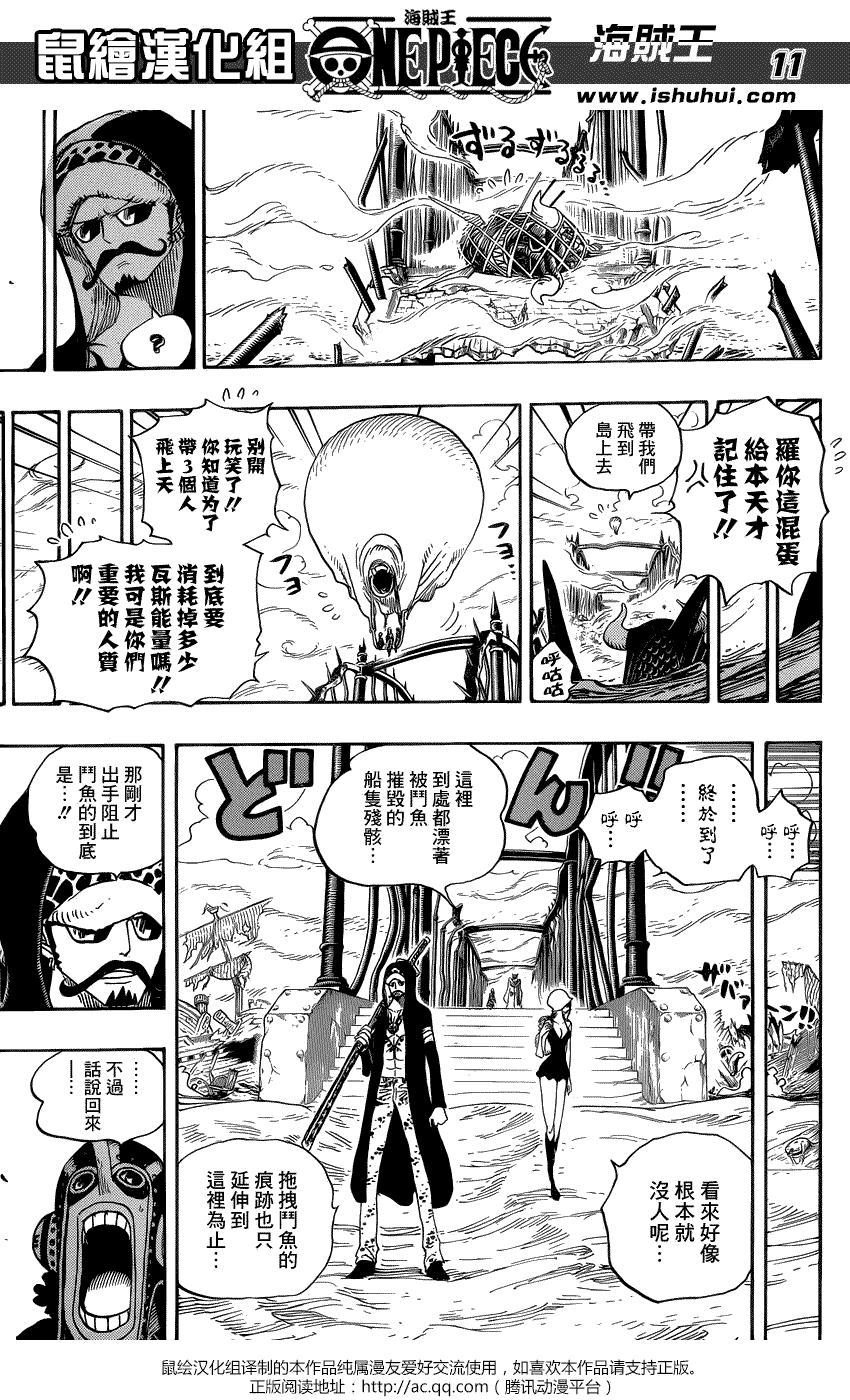 鼠繪漢化組
海賊王
ONE PIECE
海賊王
11
www.ishuhui.com
ずるずるるる
?
羅你這混蛋
給本天才
記住了!!
帶我們
飛到
島上去
呼咕咕
フォ
フォ
别開
玩笑了!!
你知道为了
帶3個人
飛上天
到底要
消耗掉多少
瓦斯能量嗎!!
我可是你們
重要的人質
啊!!
呼…
呼…
……
終於到了
……
呼…
呼…
どん!!
這裡
到處都漂著
被鬥魚
摧毀的
船隻殘骸…
看來好像
根本就
沒人呢…
拖拽鬥魚的
痕跡也只
延伸到
這裡為止…
那剛才
出手阻止
鬥魚的到底
是…!!
……
不過
話說回來
——
鼠绘汉化组译制的本作品纯属漫友爱好交流使用，如喜欢本作品请支持正版。
正版阅读地址：http://ac.qq.com（腾讯动漫平台）